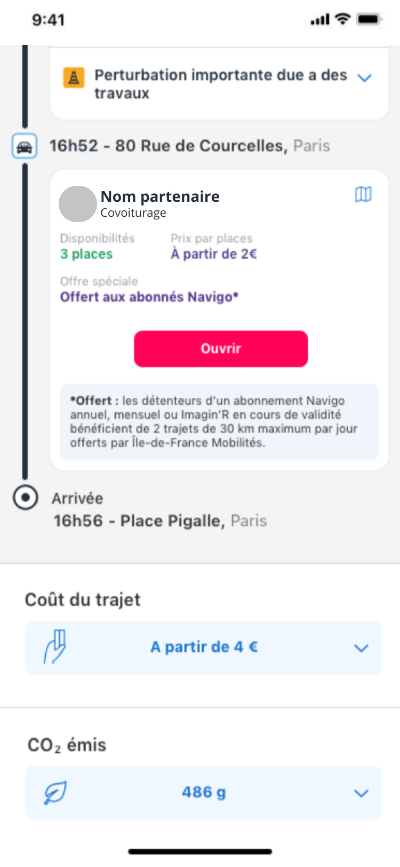 9:41
Perturbation importante due a des
travaux
16h52 - 80 Rue de Courcelles, Paris
Nom partenaire
Covoiturage
Disponibilités
3 places
Prix par places
À partir de 2€
Offre spéciale
Offert aux abonnés Navigo*
Ouvrir
*Offert : les détenteurs d'un abonnement Navigo
annuel, mensuel ou Imagin'R en cours de validité
bénéficient de 2 trajets de 30 km maximum par jour
offerts par Île-de-France Mobilités.
Arrivée
16h56 - Place Pigalle, Paris
Coût du trajet
A partir de 4 €
CO₂ émis
486 g